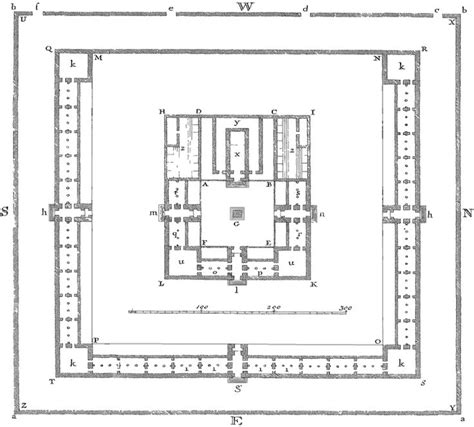 b f e W d c b
U X
Q M N R
k k
H D C I
y
z x z
A B
S h m G n h N
F E
u o p u
L l K
100 200 300
P O
k i i i i k
T S S
Z Y
E a